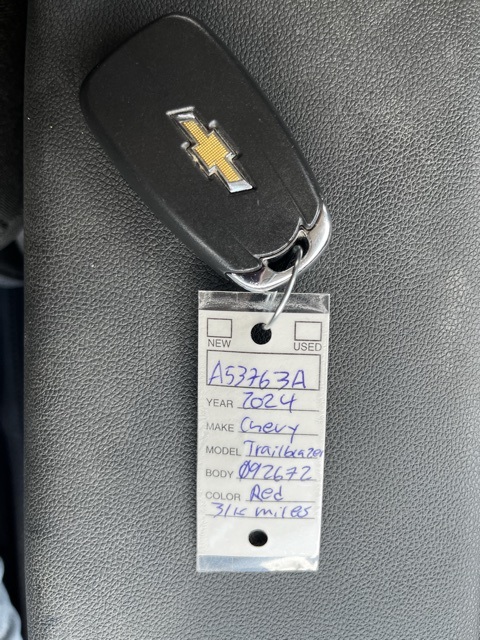 NEW USED
A53763A
YEAR 2024
MAKE Chevy
MODEL Trailblazer
BODY 092672
COLOR Red
31K miles